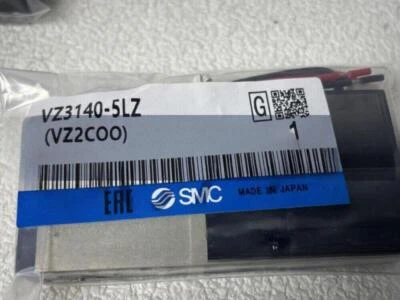 VZ3140-5LZ
(VZ2C00)
G
1
EAC SMC MADE IN JAPAN